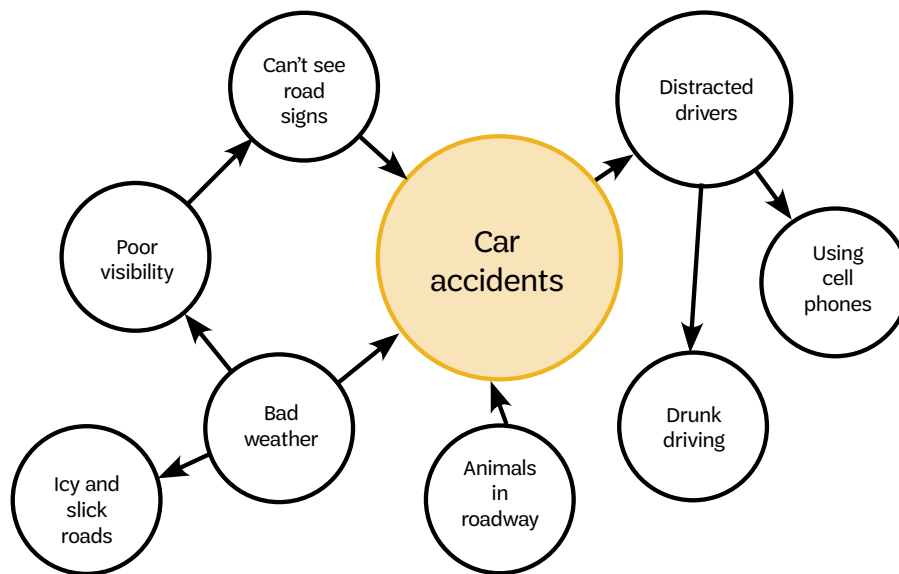 Can't see
road
signs
Distracted
drivers
Poor
visibility
Car
accidents
Using
cell
phones
Bad
weather
Drunk
driving
Icy and
slick
roads
Animals
in
roadway